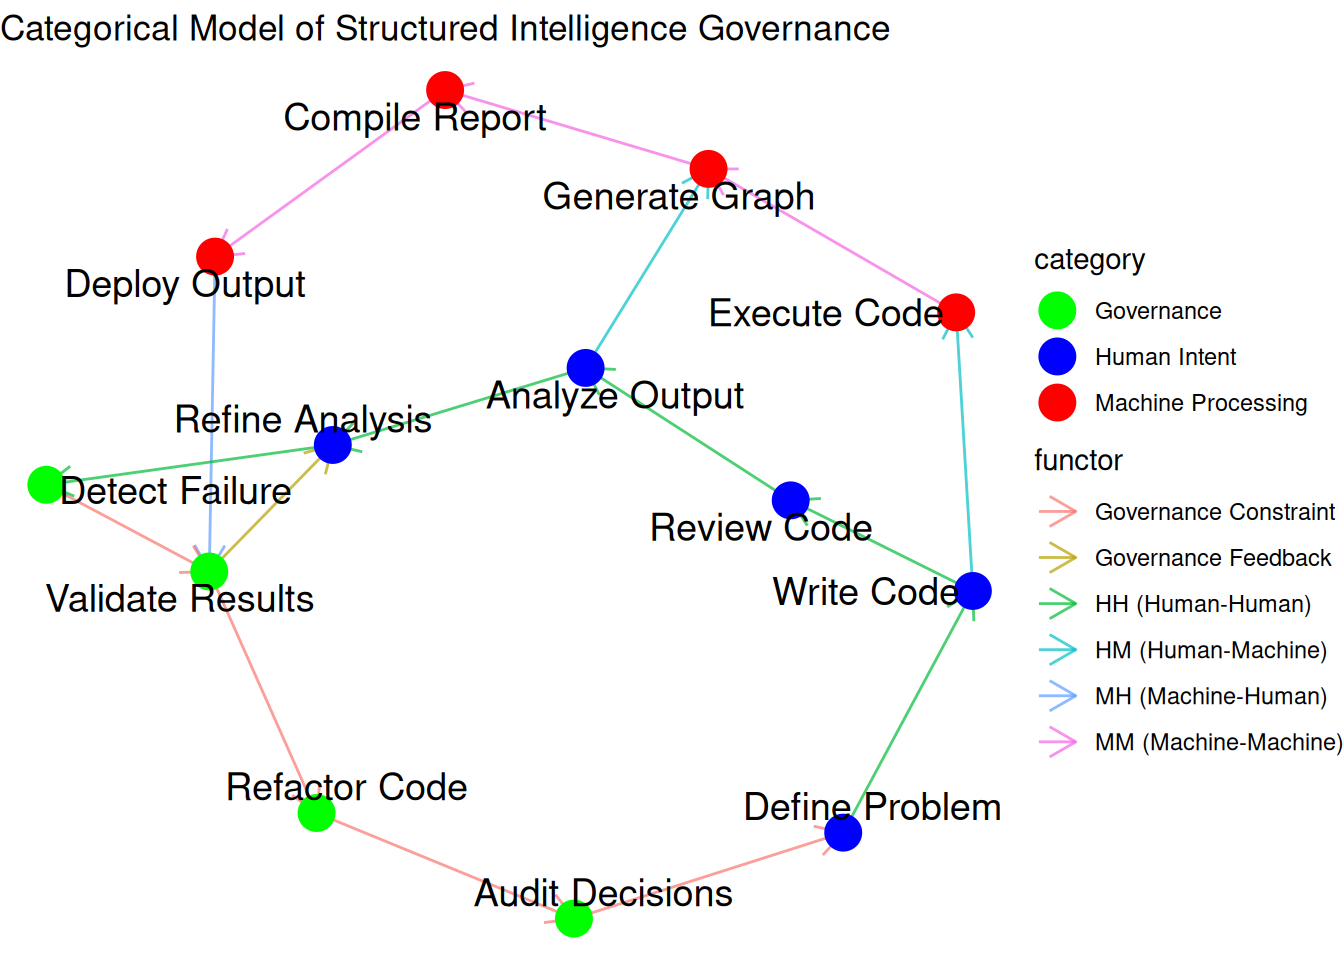 Categorical Model of Structured Intelligence Governance
Compile Report
Generate Graph
Deploy Output
Execute Code
Analyze Output
Refine Analysis
Detect Failure
Review Code
Validate Results
Write Code
Refactor Code
Define Problem
Audit Decisions
category
Governance
Human Intent
Machine Processing
functor
Governance Constraint
Governance Feedback
HH (Human-Human)
HM (Human-Machine)
MH (Machine-Human)
MM (Machine-Machine)